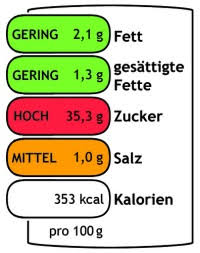 GERING 2,1 g Fett
GERING 1,3 g gesättigte
Fette
HOCH 35,3 g Zucker
MITTEL 1,0 g Salz
353 kcal Kalorien
pro 100 g